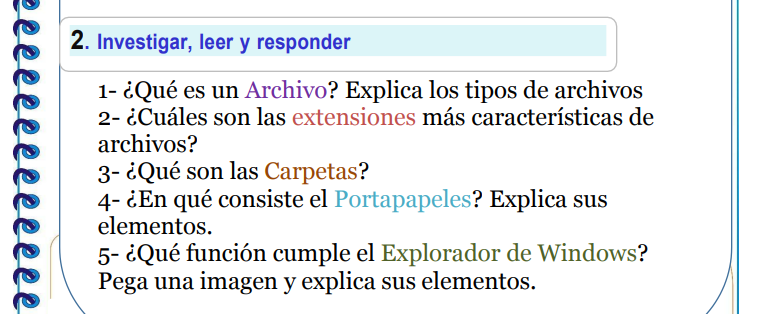 2. Investigar, leer y responder
1- ¿Qué es un Archivo? Explica los tipos de archivos
2- ¿Cuáles son las extensiones más características de
archivos?
3- ¿Qué son las Carpetas?
4- ¿En qué consiste el Portapapeles? Explica sus
elementos.
5- ¿Qué función cumple el Explorador de Windows?
Pega una imagen y explica sus elementos.